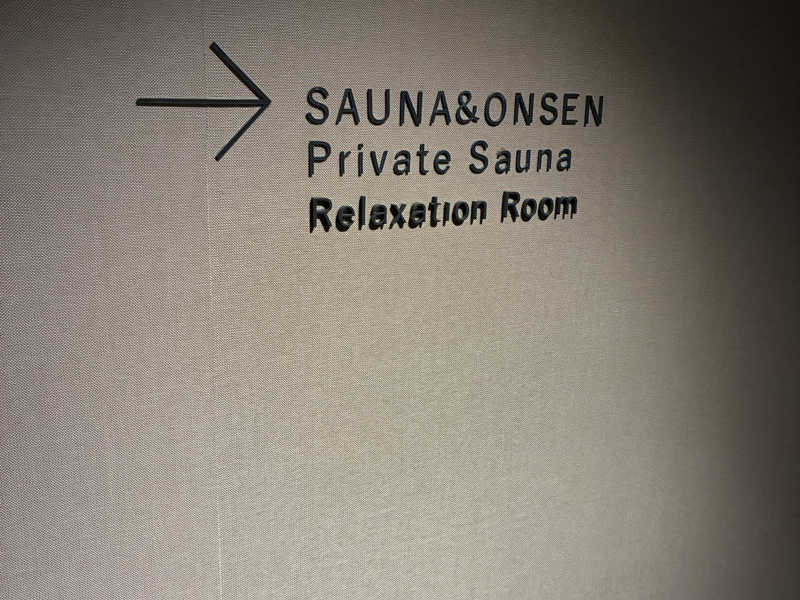 SAUNA&ONSEN
Private Sauna
Relaxation Room